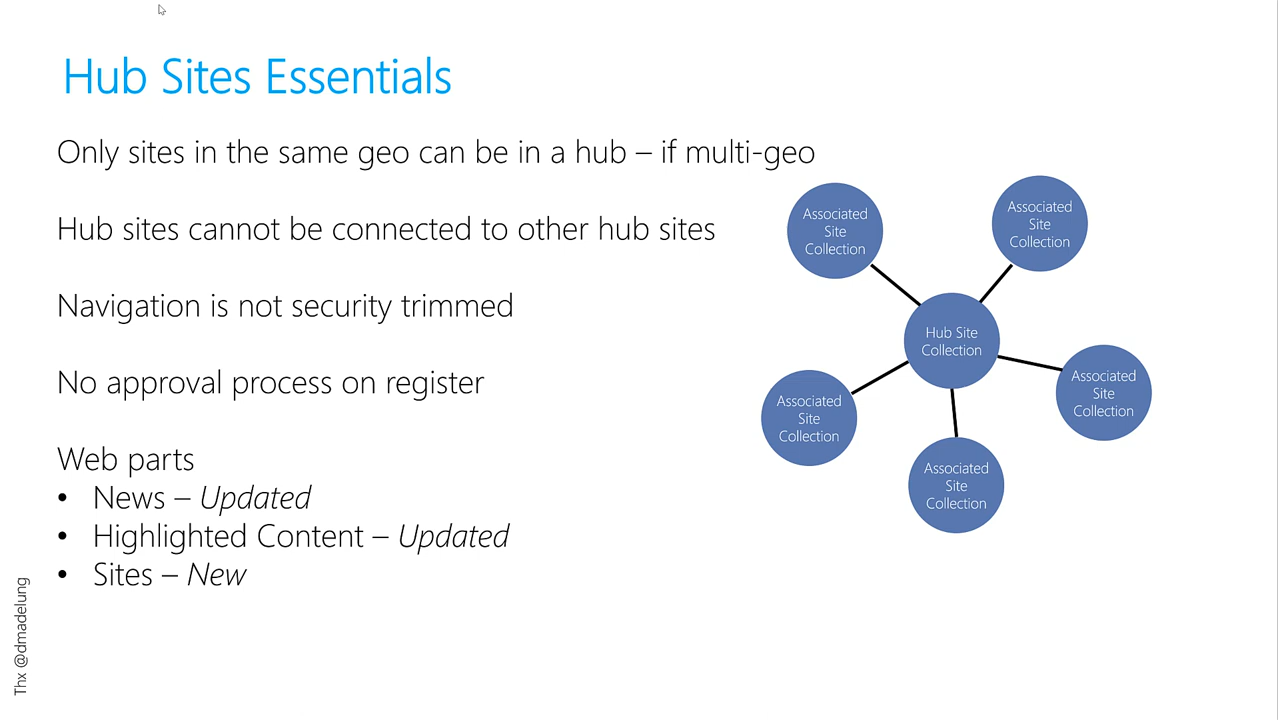 Hub Sites Essentials
Only sites in the same geo can be in a hub – if multi-geo
Hub sites cannot be connected to other hub sites
Navigation is not security trimmed
No approval process on register
Web parts
• News – Updated
• Highlighted Content – Updated
• Sites – New
Associated
Site
Collection
Associated
Site
Collection
Hub Site
Collection
Associated
Site
Collection
Associated
Site
Collection
Associated
Site
Collection
Thx @dmadelung